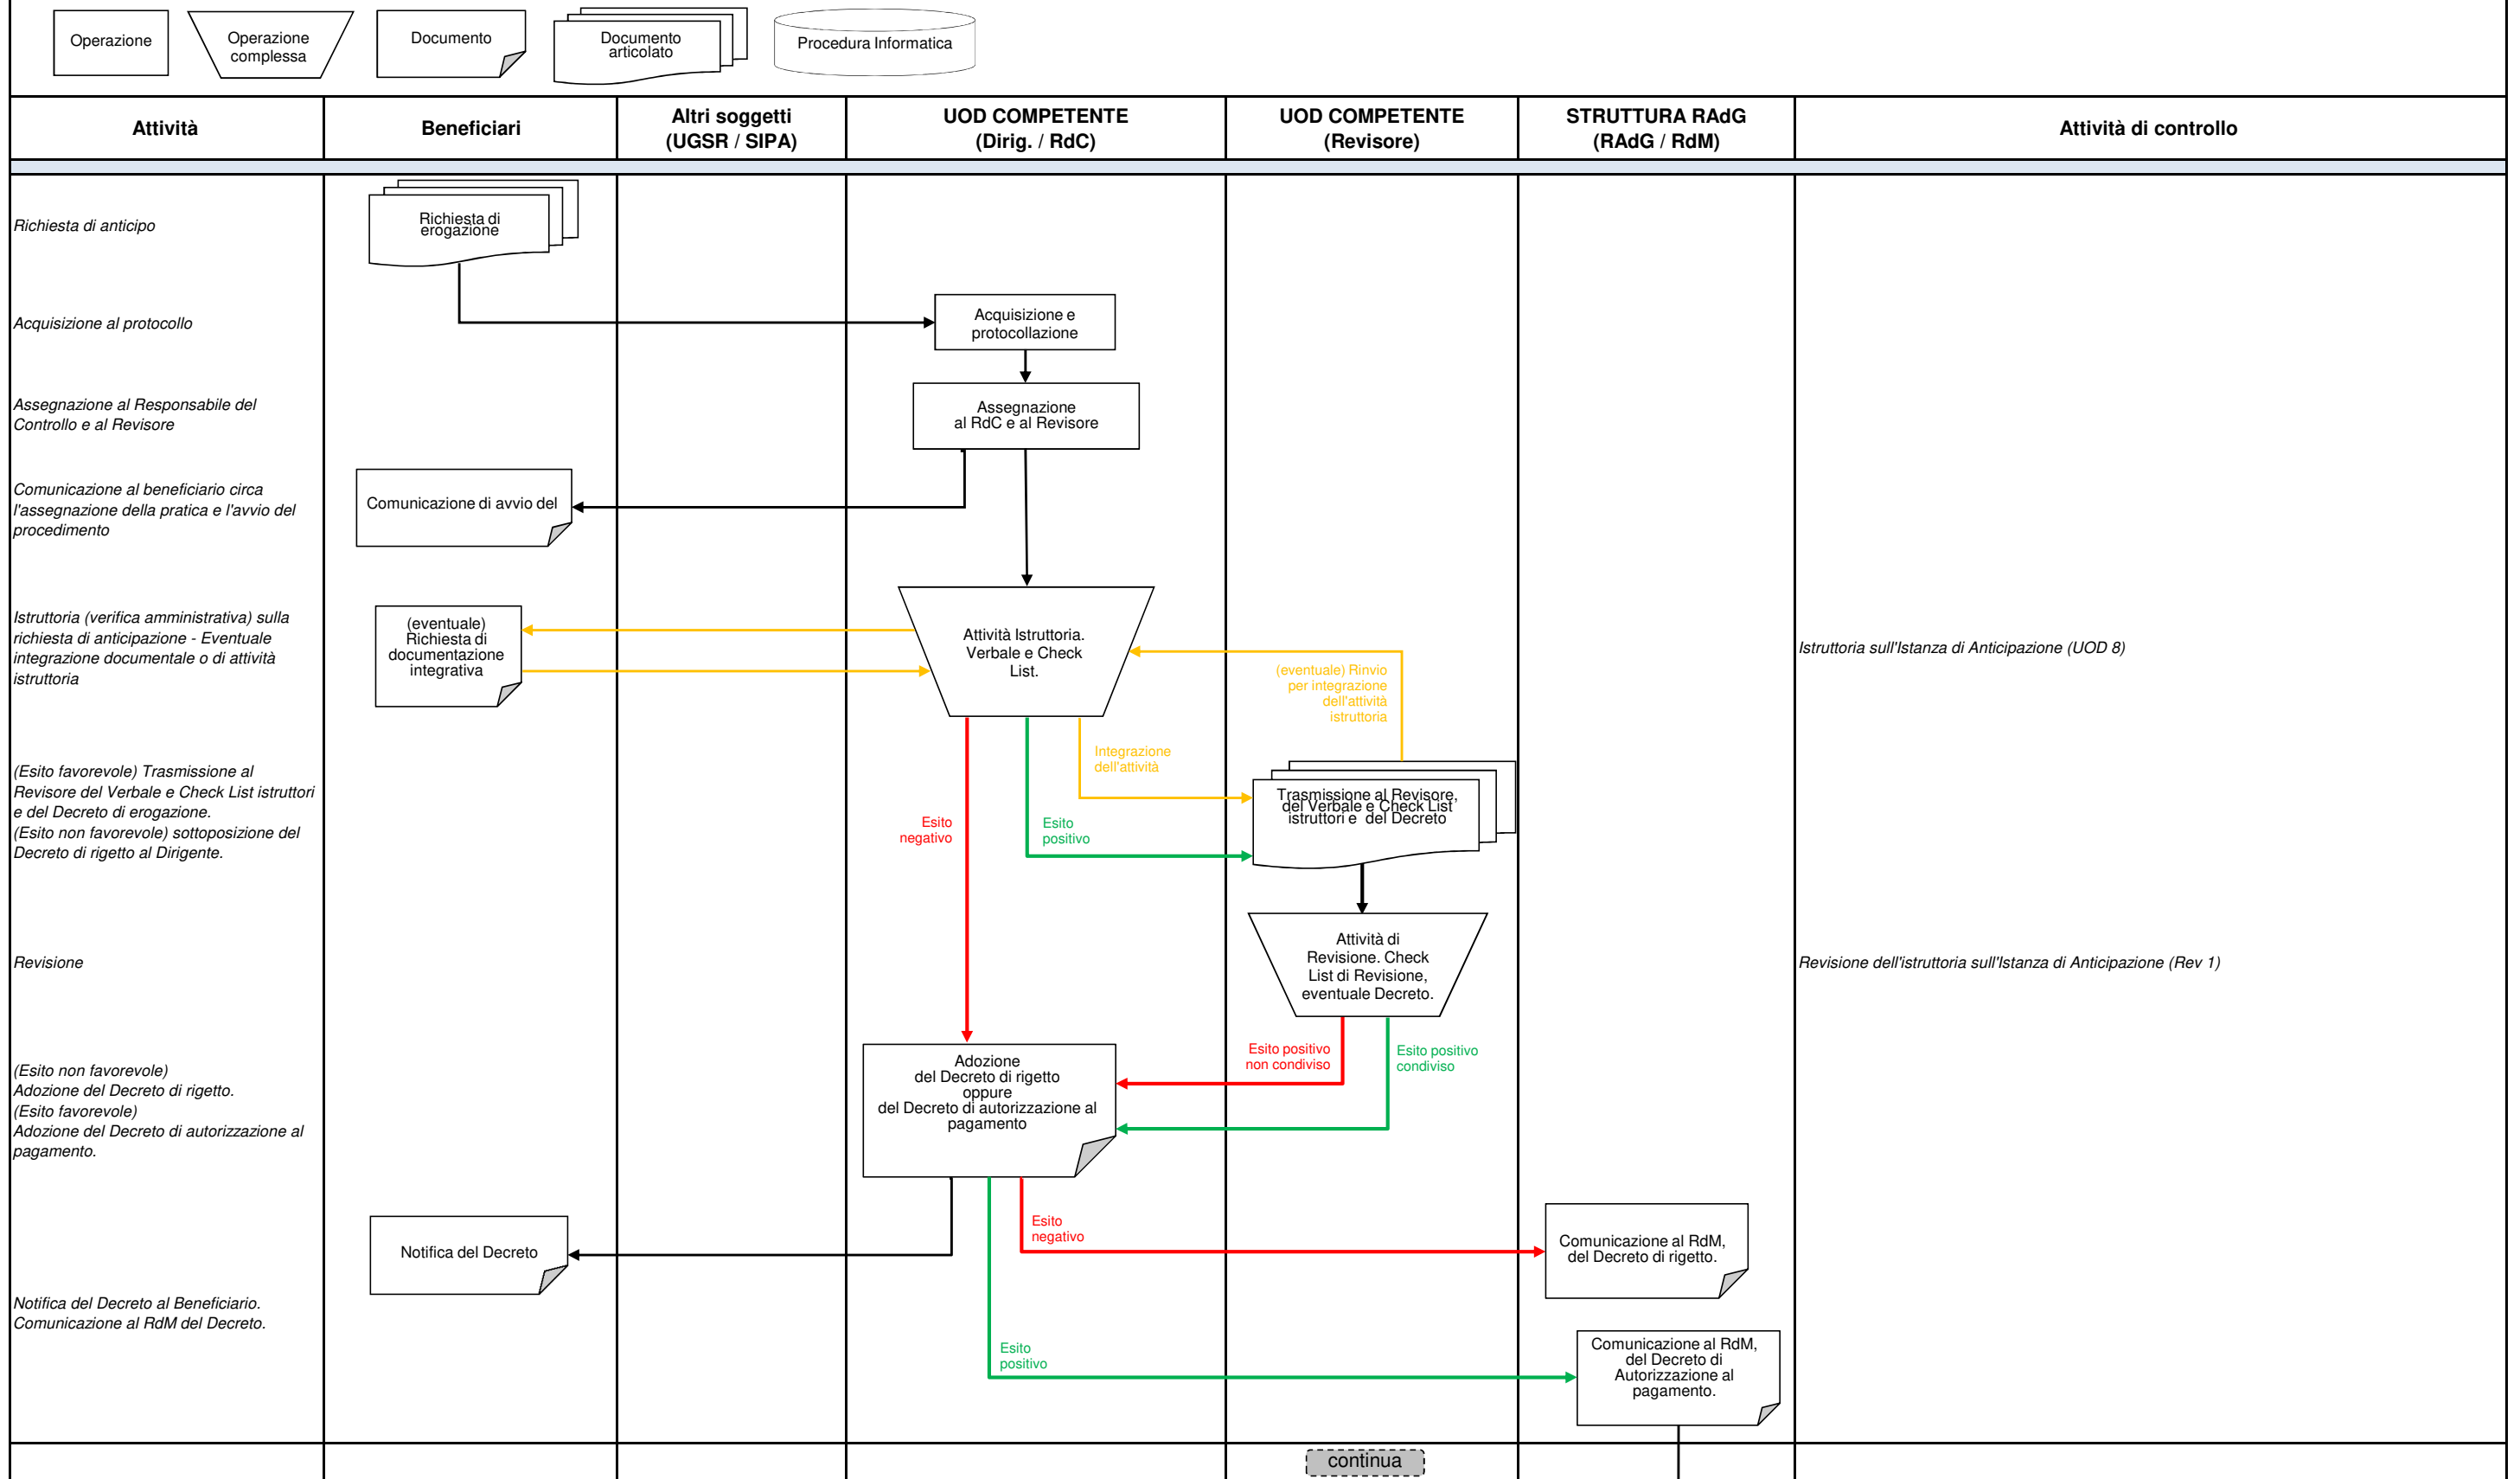 Operazione
Operazione
complessa
Documento
Documento
articolato
Procedura Informatica
Attività
Beneficiari
Altri soggetti
(UGSR / SIPA)
UOD COMPETENTE
(Dirig. / RdC)
UOD COMPETENTE
(Revisore)
STRUTTURA RAdG
(RAdG / RdM)
Attività di controllo
Richiesta di anticipo
Richiesta di
erogazione
Acquisizione al protocollo
Acquisizione e
protocollazione
Assegnazione al Responsabile del
Controllo e al Revisore
Assegnazione
al RdC e al Revisore
Comunicazione al beneficiario circa
l'assegnazione della pratica e l'avvio del
procedimento
Comunicazione di avvio del
Istruttoria (verifica amministrativa) sulla
richiesta di anticipazione - Eventuale
integrazione documentale o di attività
istruttoria
(eventuale)
Richiesta di
documentazione
integrativa
Attività Istruttoria.
Verbale e Check
List.
(eventuale) Rinvio
per integrazione
dell'attività
istruttoria
Istruttoria sull'Istanza di Anticipazione (UOD 8)
Integrazione
dell'attività
(Esito favorevole) Trasmissione al
Revisore del Verbale e Check List istruttori
e del Decreto di erogazione.
(Esito non favorevole) sottoposizione del
Decreto di rigetto al Dirigente.
Esito
negativo
Esito
positivo
Trasmissione al Revisore,
del Verbale e Check List
istruttori e del Decreto
Revisione
Attività di
Revisione. Check
List di Revisione,
eventuale Decreto.
Revisione dell'istruttoria sull'Istanza di Anticipazione (Rev 1)
Esito positivo
non condiviso
Esito positivo
condiviso
(Esito non favorevole)
Adozione del Decreto di rigetto.
(Esito favorevole)
Adozione del Decreto di autorizzazione al
pagamento.
Adozione
del Decreto di rigetto
oppure
del Decreto di autorizzazione al
pagamento
Notifica del Decreto
Esito
negativo
Comunicazione al RdM,
del Decreto di rigetto.
Notifica del Decreto al Beneficiario.
Comunicazione al RdM del Decreto.
Esito
positivo
Comunicazione al RdM,
del Decreto di
Autorizzazione al
pagamento.
continua